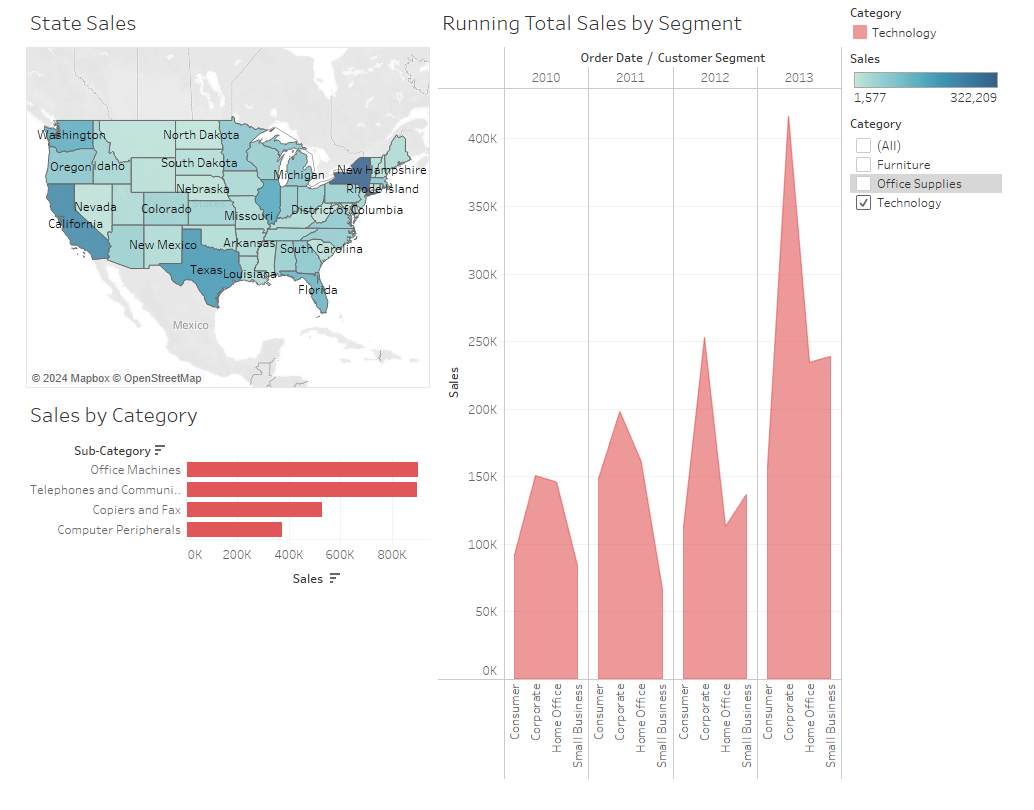 State Sales
Washington
North Dakota
Oregon
Idaho
South Dakota
Michigan
New Hampshire
Nebraska
Rhode Island
Nevada
Colorado
Missouri
District of Columbia
California
New Mexico
Arkansas
South Carolina
Texas
Louisiana
Florida
Mexico
© 2024 Mapbox © OpenStreetMap
Sales by Category
Sub-Category
Office Machines
Telephones and Communi..
Copiers and Fax
Computer Peripherals
0K 200K 400K 600K 800K
Sales
Running Total Sales by Segment
Order Date / Customer Segment
2010 2011 2012 2013
400K
350K
300K
250K
200K
150K
100K
50K
0K
Sales
Consumer
Corporate
Home Office
Small Business
Consumer
Corporate
Home Office
Small Business
Consumer
Corporate
Home Office
Small Business
Consumer
Corporate
Home Office
Small Business
Category
Technology
Sales
1,577 322,209
Category
(All)
Furniture
Office Supplies
Technology